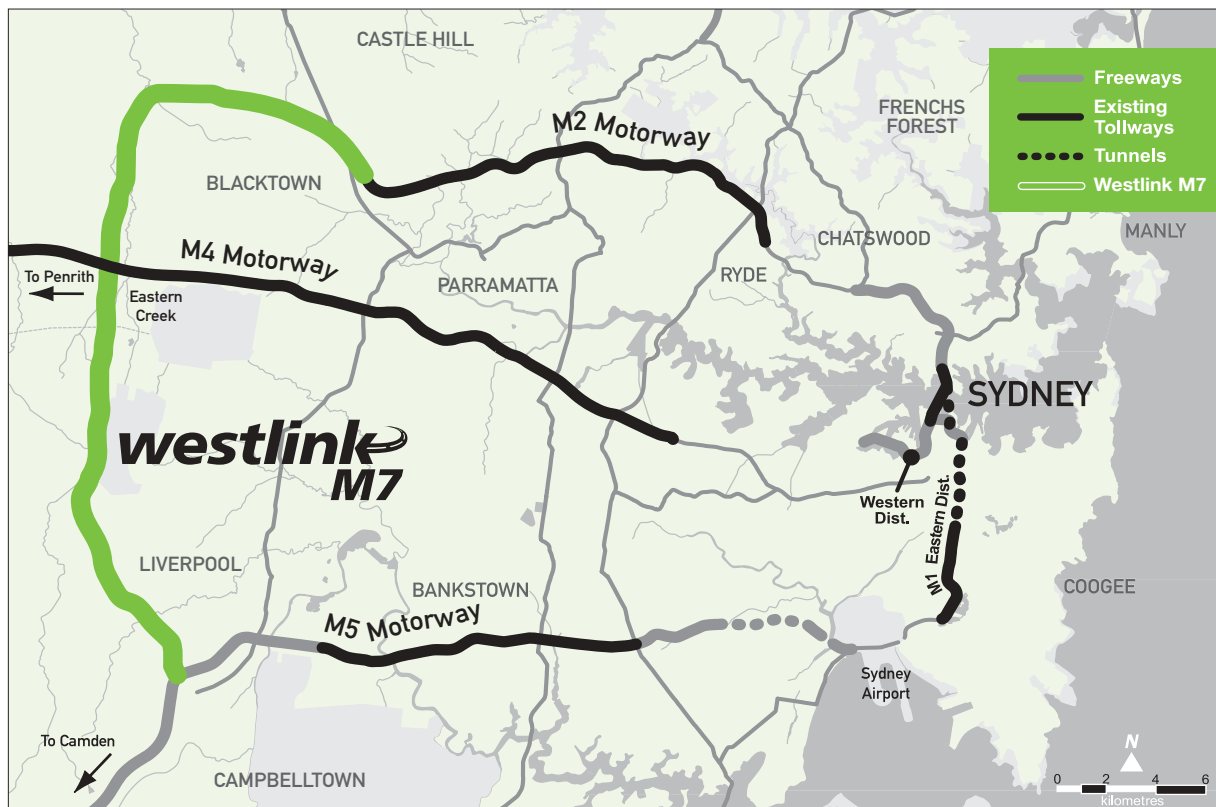 CASTLE HILL
M2 Motorway
FRENCHS
FOREST
Freeways
Existing
Tollways
Tunnels
Westlink M7
BLACKTOWN
CHATSWOOD
MANLY
M4 Motorway
To Penrith
Eastern
Creek
PARRAMATTA
RYDE
SYDNEY
westlink
M7
Western
Dist.
M1 Eastern Dist.
LIVERPOOL
BANKSTOWN
COOGEE
M5 Motorway
Sydney
Airport
To Camden
CAMPBELLTOWN
N
0 2 4 6
kilometres